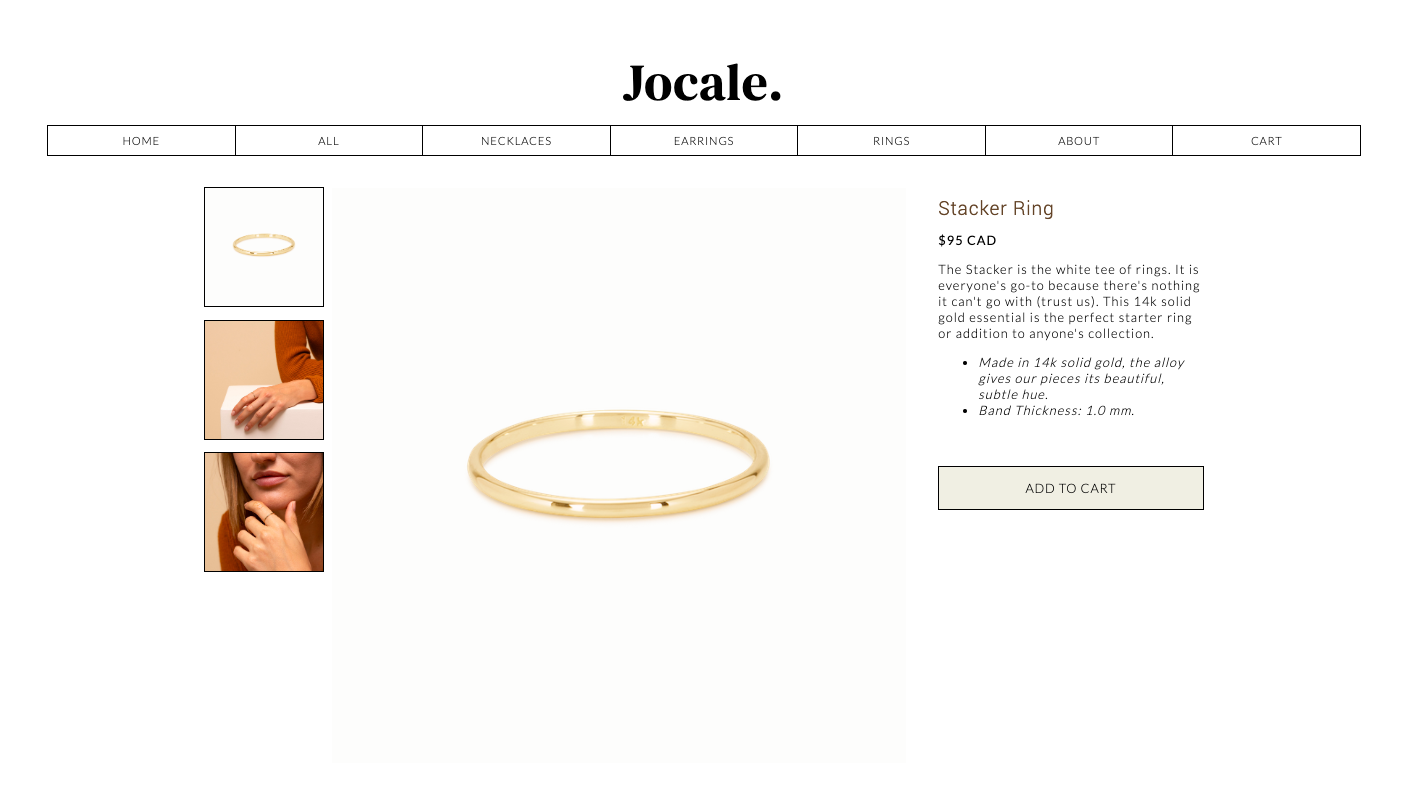 Jocale.
HOME
ALL
NECKLACES
EARRINGS
RINGS
ABOUT
CART
Stacker Ring
$95 CAD
The Stacker is the white tee of rings. It is
everyone's go-to because there's nothing
it can't go with (trust us). This 14k solid
gold essential is the perfect starter ring
or addition to anyone's collection.
• Made in 14k solid gold, the alloy
gives our pieces its beautiful,
subtle hue.
• Band Thickness: 1.0 mm.
ADD TO CART